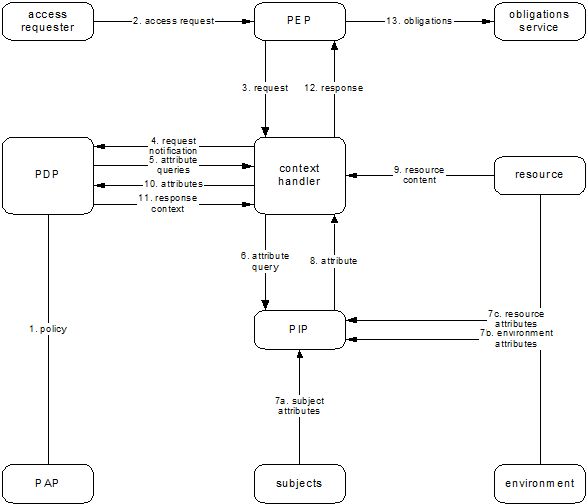 access
requester
2. access request
PEP
13. obligations
obligations
service
3. request
12. response
4. request
notification
5. attribute
queries
10. attributes
11. response
context
PDP
context
handler
9. resource
content
resource
6. attribute
query
8. attribute
1. policy
PIP
7c. resource
attributes
7b. environment
attributes
7a. subject
attributes
PAP
subjects
environment